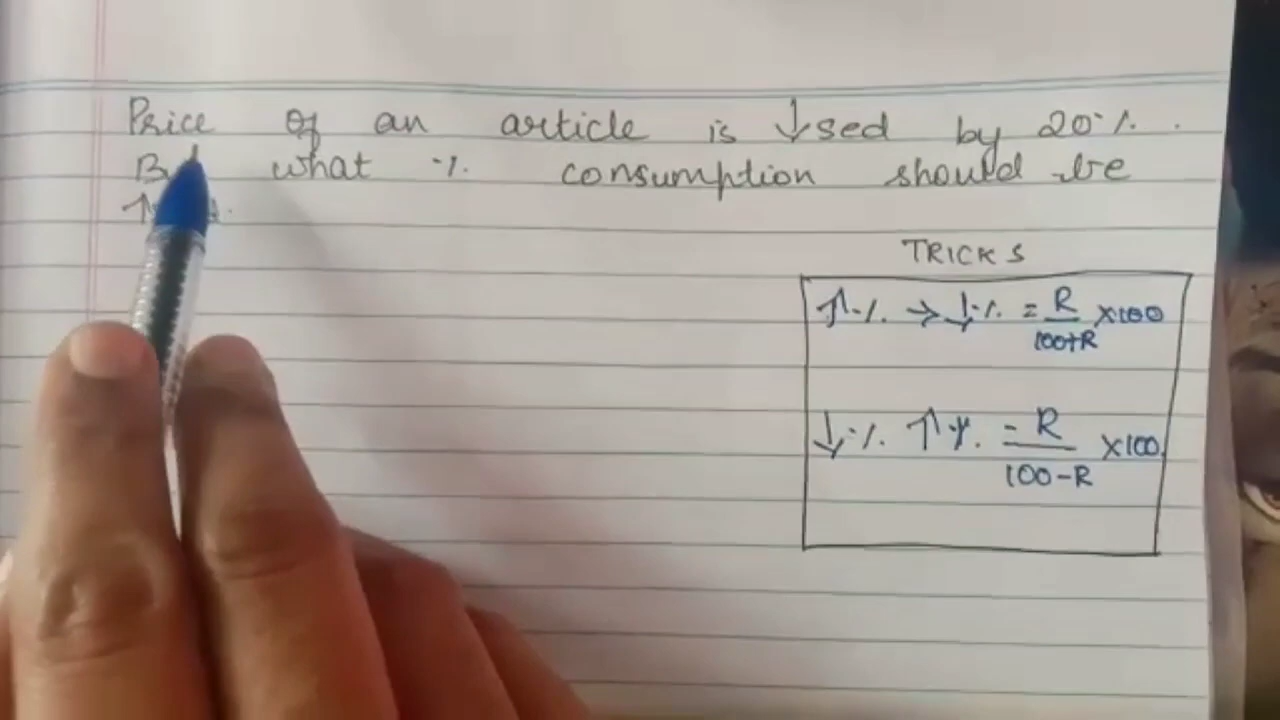 Price of an article is ↓sed by 20%.
what % consumption should be
TRICKS
↑% → ↓% = R/100+R ×100
↓% ↑% = R/100-R ×100